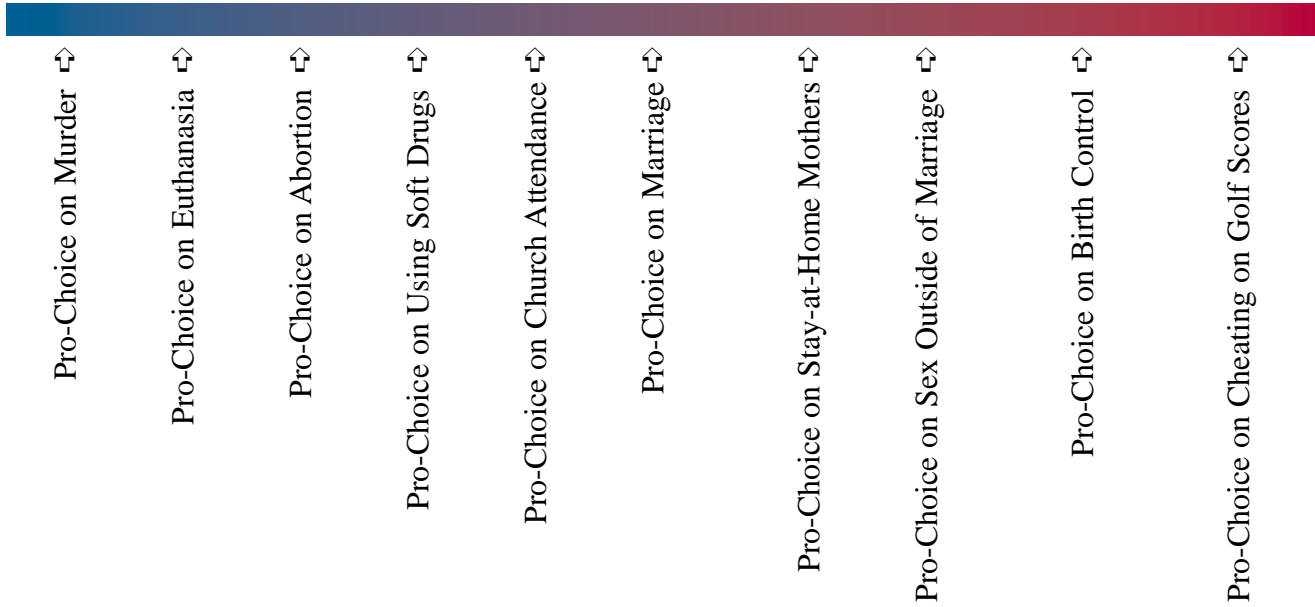 Pro-Choice on Murder
Pro-Choice on Euthanasia
Pro-Choice on Abortion
Pro-Choice on Using Soft Drugs
Pro-Choice on Church Attendance
Pro-Choice on Marriage
Pro-Choice on Stay-at-Home Mothers
Pro-Choice on Sex Outside of Marriage
Pro-Choice on Birth Control
Pro-Choice on Cheating on Golf Scores